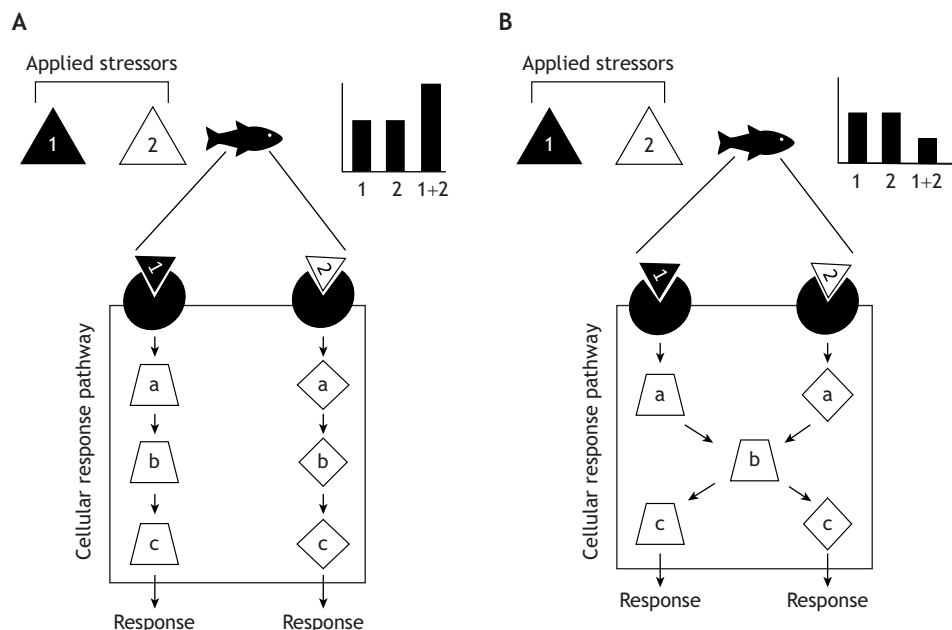 A
Applied stressors
1
2
1 2 1+2
1
2
Cellular response pathway
a
a
b
b
c
c
Response
Response
B
Applied stressors
1
2
1 2 1+2
1
2
Cellular response pathway
a
a
b
c
c
Response
Response